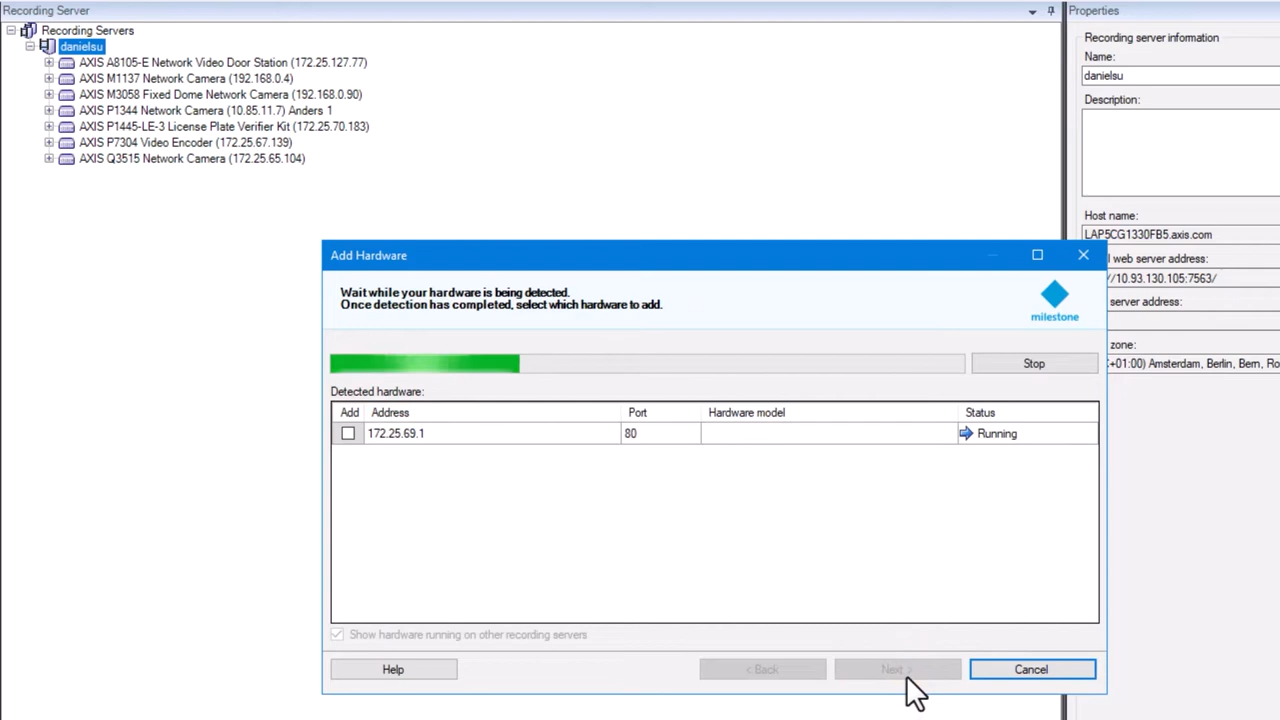 Recording Server
Properties
Recording Servers
danielsu
AXIS A8105-E Network Video Door Station (172.25.127.77)
AXIS M1137 Network Camera (192.168.0.4)
AXIS M3058 Fixed Dome Network Camera (192.168.0.90)
AXIS P1344 Network Camera (10.85.11.7) Anders 1
AXIS P1445-LE-3 License Plate Verifier Kit (172.25.70.183)
AXIS P7304 Video Encoder (172.25.67.139)
AXIS Q3515 Network Camera (172.25.65.104)
Recording server information
Name:
danielsu
Description:
Host name:
LAP5CG1330FB5.axis.com
l web server address:
//10.93.130.105:7563/
server address:
zone:
+01:00) Amsterdam, Berlin, Bern, Ro
Add Hardware
Wait while your hardware is being detected.
Once detection has completed, select which hardware to add.
milestone
Stop
Detected hardware:
Add Address Port Hardware model Status
172.25.69.1 80 Running
Show hardware running on other recording servers
Help < Back Next > Cancel